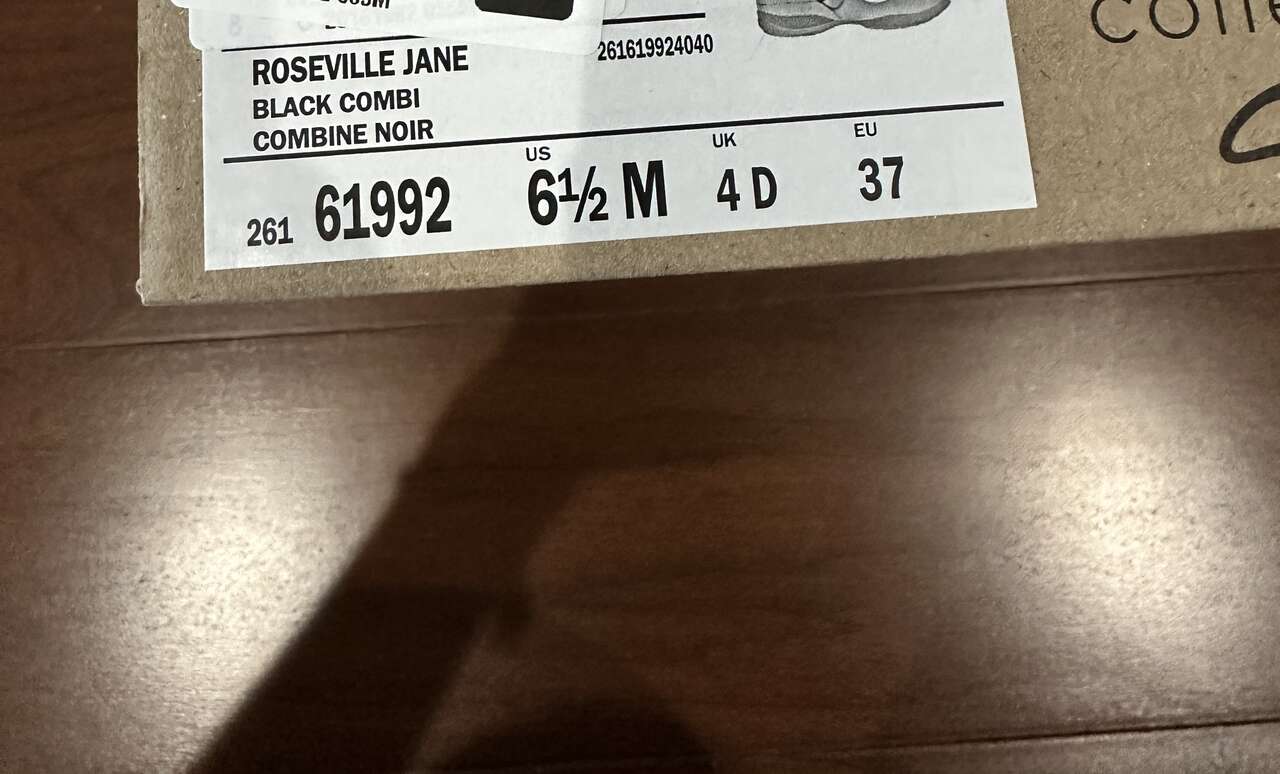 261619924040
ROSEVILLE JANE
BLACK COMBI
COMBINE NOIR
US UK EU
261 61992 6½ M 4 D 37